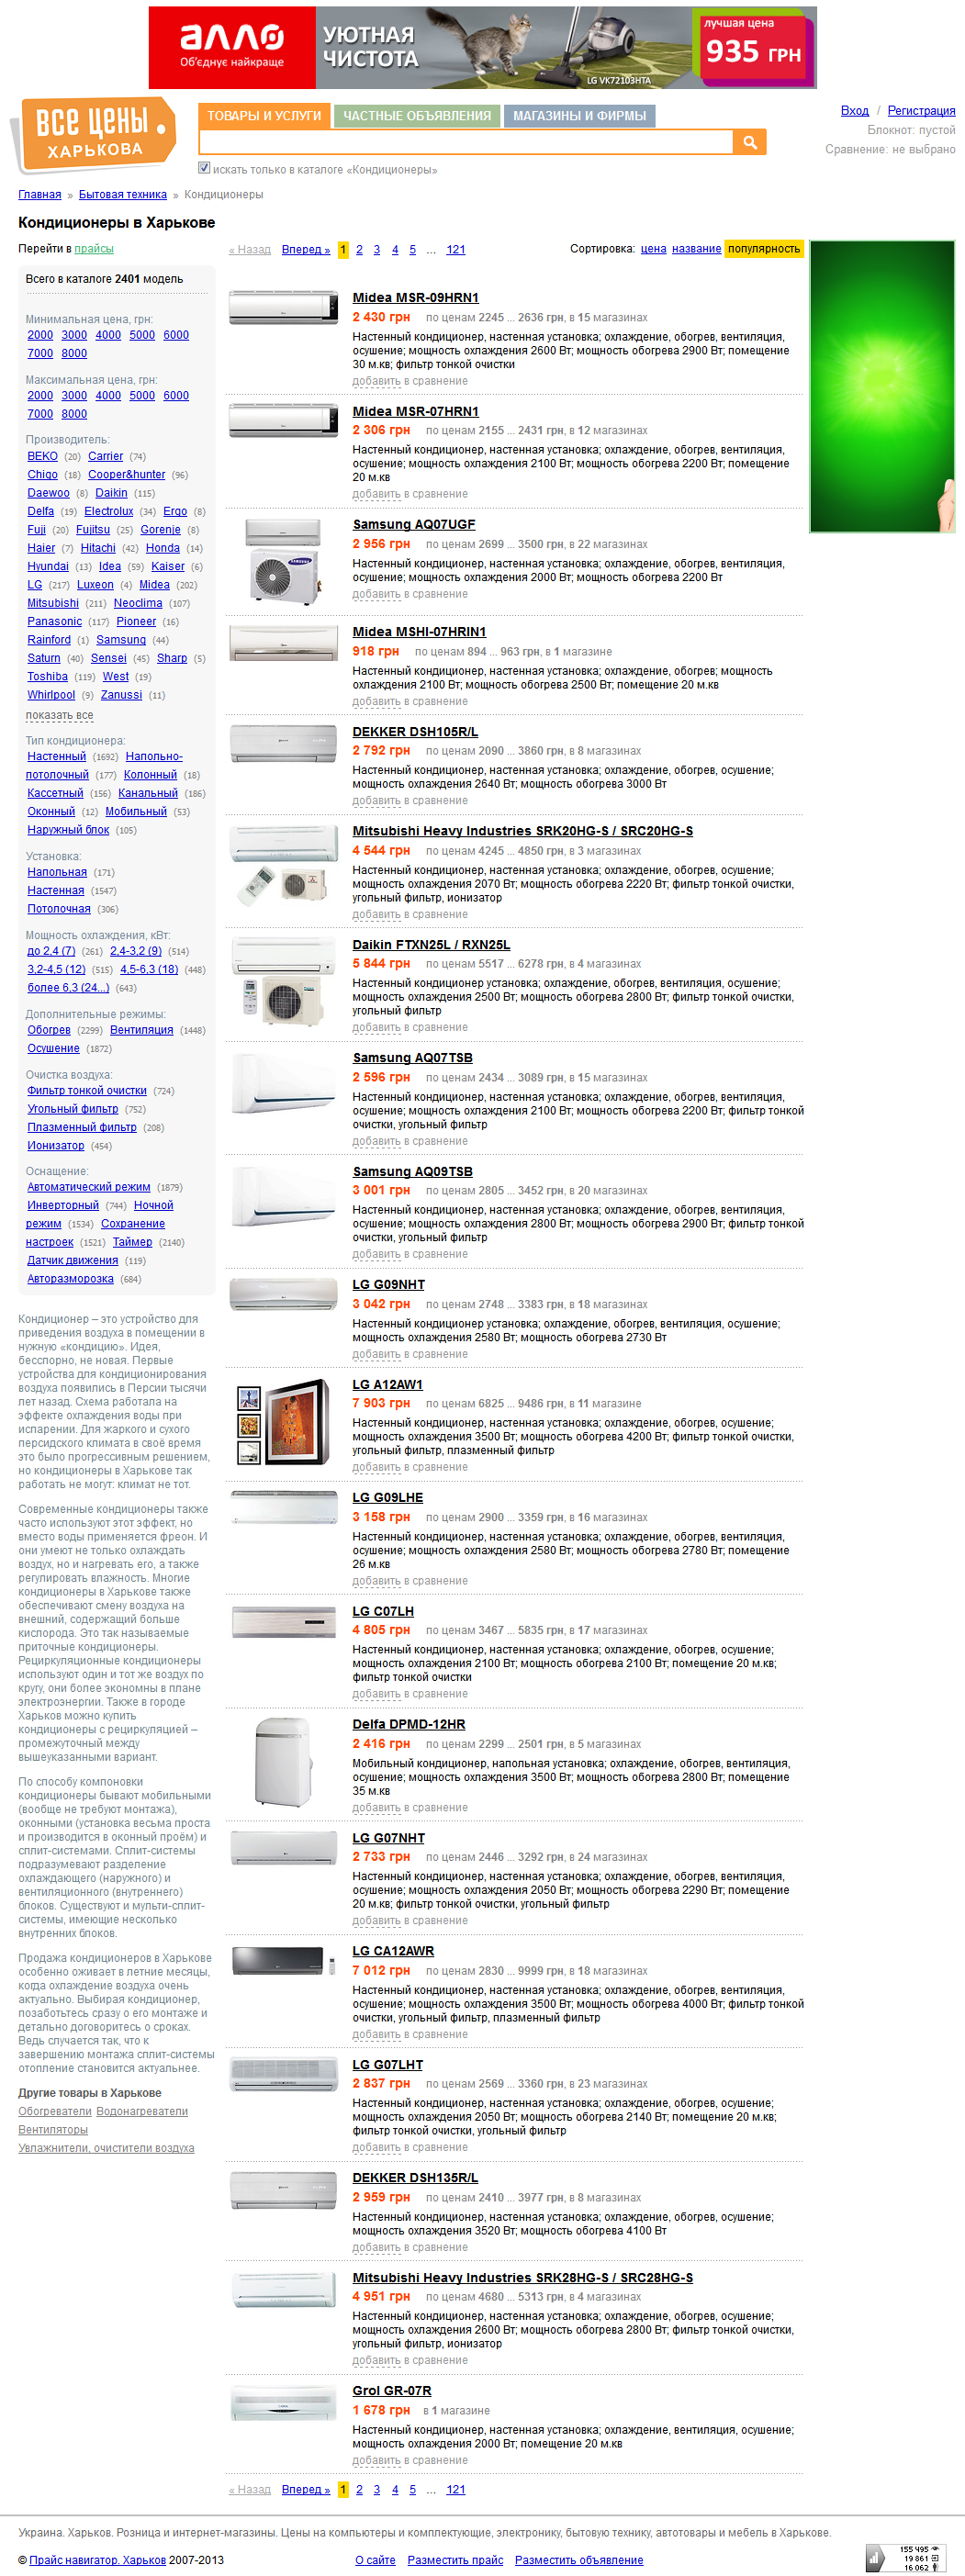 алло
Об'єднуй найкраще
УЮТНАЯ
ЧИСТОТА
LG VK72103HTA
лучшая цена
935 ГРН
ВСЕ ЦЕНЫ
ХАРЬКОВА
ТОВАРЫ И УСЛУГИ ЧАСТНЫЕ ОБЪЯВЛЕНИЯ МАГАЗИНЫ И ФИРМЫ
искать только в каталоге «Кондиционеры»
Вход / Регистрация
Блокнот: пустой
Сравнение: не выбрано
Главная » Бытовая техника » Кондиционеры
Кондиционеры в Харькове
Перейти в прайсы
Всего в каталоге 2401 модель
Минимальная цена, грн:
2000 3000 4000 5000 6000
7000 8000
Максимальная цена, грн:
2000 3000 4000 5000 6000
7000 8000
Производитель:
BEKO (20) Carrier (74)
Chigo (18) Cooper&hunter (96)
Daewoo (8) Daikin (115)
Delfa (19) Electrolux (34) Ergo (8)
Fuji (20) Fujitsu (25) Gorenje (8)
Haier (7) Hitachi (42) Honda (14)
Hyundai (13) Idea (59) Kaiser (6)
LG (217) Luxeon (4) Midea (202)
Mitsubishi (211) Neoclima (107)
Panasonic (117) Pioneer (16)
Rainford (1) Samsung (44)
Saturn (40) Sensei (45) Sharp (5)
Toshiba (119) West (19)
Whirlpool (9) Zanussi (11)
показать все
Тип кондиционера:
Настенный (1692) Напольно-
потолочный (177) Колонный (18)
Кассетный (156) Канальный (186)
Оконный (12) Мобильный (53)
Наружный блок (105)
Установка:
Напольная (171)
Настенная (1547)
Потолочная (306)
Мощность охлаждения, кВт:
до 2,4 (7) (261) 2,4-3,2 (9) (514)
3,2-4,5 (12) (515) 4,5-6,3 (18) (448)
более 6,3 (24...) (643)
Дополнительные режимы:
Обогрев (2299) Вентиляция (1448)
Осушение (1872)
Очистка воздуха:
Фильтр тонкой очистки (724)
Угольный фильтр (752)
Плазменный фильтр (208)
Ионизатор (454)
Оснащение:
Автоматический режим (1879)
Инверторный (744) Ночной
режим (1534) Сохранение
настроек (1521) Таймер (2140)
Датчик движения (119)
Авторазморозка (684)
Кондиционер – это устройство для
приведения воздуха в помещении в
нужную «кондицию». Идея,
бесспорно, не новая. Первые
устройства для кондиционирования
воздуха появились в Персии тысячи
лет назад. Схема работала на
эффекте охлаждения воды при
испарении. Для жаркого и сухого
персидского климата в своё время
это было прогрессивным решением,
но кондиционеры в Харькове так
работать не могут: климат не тот.
Современные кондиционеры также
часто используют этот эффект, но
вместо воды применяется фреон. И
они умеют не только охлаждать
воздух, но и нагревать его, а также
регулировать влажность. Многие
кондиционеры в Харькове также
обеспечивают смену воздуха на
внешний, содержащий больше
кислорода. Это так называемые
приточные кондиционеры.
Рециркуляционные кондиционеры
используют один и тот же воздух по
кругу, они более экономны в плане
электроэнергии. Также в городе
Харьков можно купить
кондиционеры с рециркуляцией –
промежуточный между
вышеуказанными вариант.
По способу компоновки
кондиционеры бывают мобильными
(вообще не требуют монтажа),
оконными (установка весьма проста
и производится в оконный проём) и
сплит-системами. Сплит-системы
подразумевают разделение
охлаждающего (наружного) и
вентиляционного (внутреннего)
блоков. Существуют и мульти-сплит-
системы, имеющие несколько
внутренних блоков.
Продажа кондиционеров в Харькове
особенно оживает в летние месяцы,
когда охлаждение воздуха очень
актуально. Выбирая кондиционер,
позаботьтесь сразу о его монтаже и
детально договоритесь о сроках.
Ведь случается так, что к
завершению монтажа сплит-системы
отопление становится актуальнее.
Другие товары в Харькове
Обогреватели Водонагреватели
Вентиляторы
Увлажнители, очистители воздуха
« Назад Вперед » 1 2 3 4 5 ... 121
Сортировка: цена название популярность
Midea MSR-09HRN1
2 430 грн по ценам 2245 ... 2636 грн, в 15 магазинах
Настенный кондиционер, настенная установка; охлаждение, обогрев, вентиляция,
осушение; мощность охлаждения 2600 Вт; мощность обогрева 2900 Вт; помещение
30 м.кв; фильтр тонкой очистки
добавить в сравнение
Midea MSR-07HRN1
2 306 грн по ценам 2155 ... 2431 грн, в 12 магазинах
Настенный кондиционер, настенная установка; охлаждение, обогрев, вентиляция,
осушение; мощность охлаждения 2100 Вт; мощность обогрева 2200 Вт; помещение
20 м.кв
добавить в сравнение
Samsung AQ07UGF
2 956 грн по ценам 2699 ... 3500 грн, в 22 магазинах
Настенный кондиционер, настенная установка; охлаждение, обогрев, вентиляция,
осушение; мощность охлаждения 2000 Вт; мощность обогрева 2200 Вт
добавить в сравнение
Midea MSHI-07HRIN1
918 грн по ценам 894 ... 963 грн, в 1 магазине
Настенный кондиционер, настенная установка; охлаждение, обогрев; мощность
охлаждения 2100 Вт; мощность обогрева 2500 Вт; помещение 20 м.кв
добавить в сравнение
DEKKER DSH105R/L
2 792 грн по ценам 2090 ... 3860 грн, в 8 магазинах
Настенный кондиционер, настенная установка; охлаждение, обогрев, осушение;
мощность охлаждения 2640 Вт; мощность обогрева 3000 Вт
добавить в сравнение
Mitsubishi Heavy Industries SRK20HG-S / SRC20HG-S
4 544 грн по ценам 4245 ... 4850 грн, в 3 магазинах
Настенный кондиционер, настенная установка; охлаждение, обогрев, осушение;
мощность охлаждения 2070 Вт; мощность обогрева 2220 Вт; фильтр тонкой очистки,
угольный фильтр, ионизатор
добавить в сравнение
Daikin FTXN25L / RXN25L
5 844 грн по ценам 5517 ... 6278 грн, в 4 магазинах
Настенный кондиционер установка; охлаждение, обогрев, вентиляция, осушение;
мощность охлаждения 2500 Вт; мощность обогрева 2800 Вт; фильтр тонкой очистки,
угольный фильтр
добавить в сравнение
Samsung AQ07TSB
2 596 грн по ценам 2434 ... 3089 грн, в 15 магазинах
Настенный кондиционер, настенная установка; охлаждение, обогрев, вентиляция,
осушение; мощность охлаждения 2100 Вт; мощность обогрева 2200 Вт; фильтр тонкой
очистки, угольный фильтр
добавить в сравнение
Samsung AQ09TSB
3 001 грн по ценам 2805 ... 3452 грн, в 20 магазинах
Настенный кондиционер, настенная установка; охлаждение, обогрев, вентиляция,
осушение; мощность охлаждения 2800 Вт; мощность обогрева 2900 Вт; фильтр тонкой
очистки, угольный фильтр
добавить в сравнение
LG G09NHT
3 042 грн по ценам 2748 ... 3383 грн, в 18 магазинах
Настенный кондиционер установка; охлаждение, обогрев, вентиляция, осушение;
мощность охлаждения 2580 Вт; мощность обогрева 2730 Вт
добавить в сравнение
LG A12AW1
7 903 грн по ценам 6825 ... 9486 грн, в 11 магазине
Настенный кондиционер, настенная установка; охлаждение, обогрев, осушение;
мощность охлаждения 3500 Вт; мощность обогрева 4200 Вт; фильтр тонкой очистки,
угольный фильтр, плазменный фильтр
добавить в сравнение
LG G09LHE
3 158 грн по ценам 2900 ... 3359 грн, в 16 магазинах
Настенный кондиционер, настенная установка; охлаждение, обогрев, вентиляция,
осушение; мощность охлаждения 2580 Вт; мощность обогрева 2780 Вт; помещение
26 м.кв
добавить в сравнение
LG C07LH
4 805 грн по ценам 3467 ... 5835 грн, в 17 магазинах
Настенный кондиционер, настенная установка; охлаждение, обогрев, осушение;
мощность охлаждения 2100 Вт; мощность обогрева 2100 Вт; помещение 20 м.кв;
фильтр тонкой очистки
добавить в сравнение
Delfa DPMD-12HR
2 416 грн по ценам 2299 ... 2501 грн, в 5 магазинах
Мобильный кондиционер, напольная установка; охлаждение, обогрев, вентиляция,
осушение; мощность охлаждения 3500 Вт; мощность обогрева 2800 Вт; помещение
35 м.кв
добавить в сравнение
LG G07NHT
2 733 грн по ценам 2446 ... 3292 грн, в 24 магазинах
Настенный кондиционер, настенная установка; охлаждение, обогрев, вентиляция,
осушение; мощность охлаждения 2050 Вт; мощность обогрева 2290 Вт; помещение
20 м.кв; фильтр тонкой очистки, угольный фильтр
добавить в сравнение
LG CA12AWR
7 012 грн по ценам 2830 ... 9999 грн, в 18 магазинах
Настенный кондиционер, настенная установка; охлаждение, обогрев, вентиляция,
осушение; мощность охлаждения 3500 Вт; мощность обогрева 4000 Вт; фильтр тонкой
очистки, угольный фильтр, плазменный фильтр
добавить в сравнение
LG G07LHT
2 837 грн по ценам 2569 ... 3360 грн, в 23 магазинах
Настенный кондиционер, настенная установка; охлаждение, обогрев, осушение;
мощность охлаждения 2050 Вт; мощность обогрева 2140 Вт; помещение 20 м.кв;
фильтр тонкой очистки, угольный фильтр
добавить в сравнение
DEKKER DSH135R/L
2 959 грн по ценам 2410 ... 3977 грн, в 8 магазинах
Настенный кондиционер, настенная установка; охлаждение, обогрев, осушение;
мощность охлаждения 3520 Вт; мощность обогрева 4100 Вт
добавить в сравнение
Mitsubishi Heavy Industries SRK28HG-S / SRC28HG-S
4 951 грн по ценам 4680 ... 5313 грн, в 4 магазинах
Настенный кондиционер, настенная установка; охлаждение, обогрев, осушение;
мощность охлаждения 2600 Вт; мощность обогрева 2800 Вт; фильтр тонкой очистки,
угольный фильтр, ионизатор
добавить в сравнение
Grol GR-07R
1 678 грн в 1 магазине
Настенный кондиционер, настенная установка; охлаждение, вентиляция, осушение;
мощность охлаждения 2000 Вт; помещение 20 м.кв
добавить в сравнение
« Назад Вперед » 1 2 3 4 5 ... 121
Украина. Харьков. Розница и интернет-магазины. Цены на компьютеры и комплектующие, электронику, бытовую технику, автотовары и мебель в Харькове.
© Прайс навигатор. Харьков 2007-2013
О сайте Разместить прайс Разместить объявление
155 495
19 861
16 062